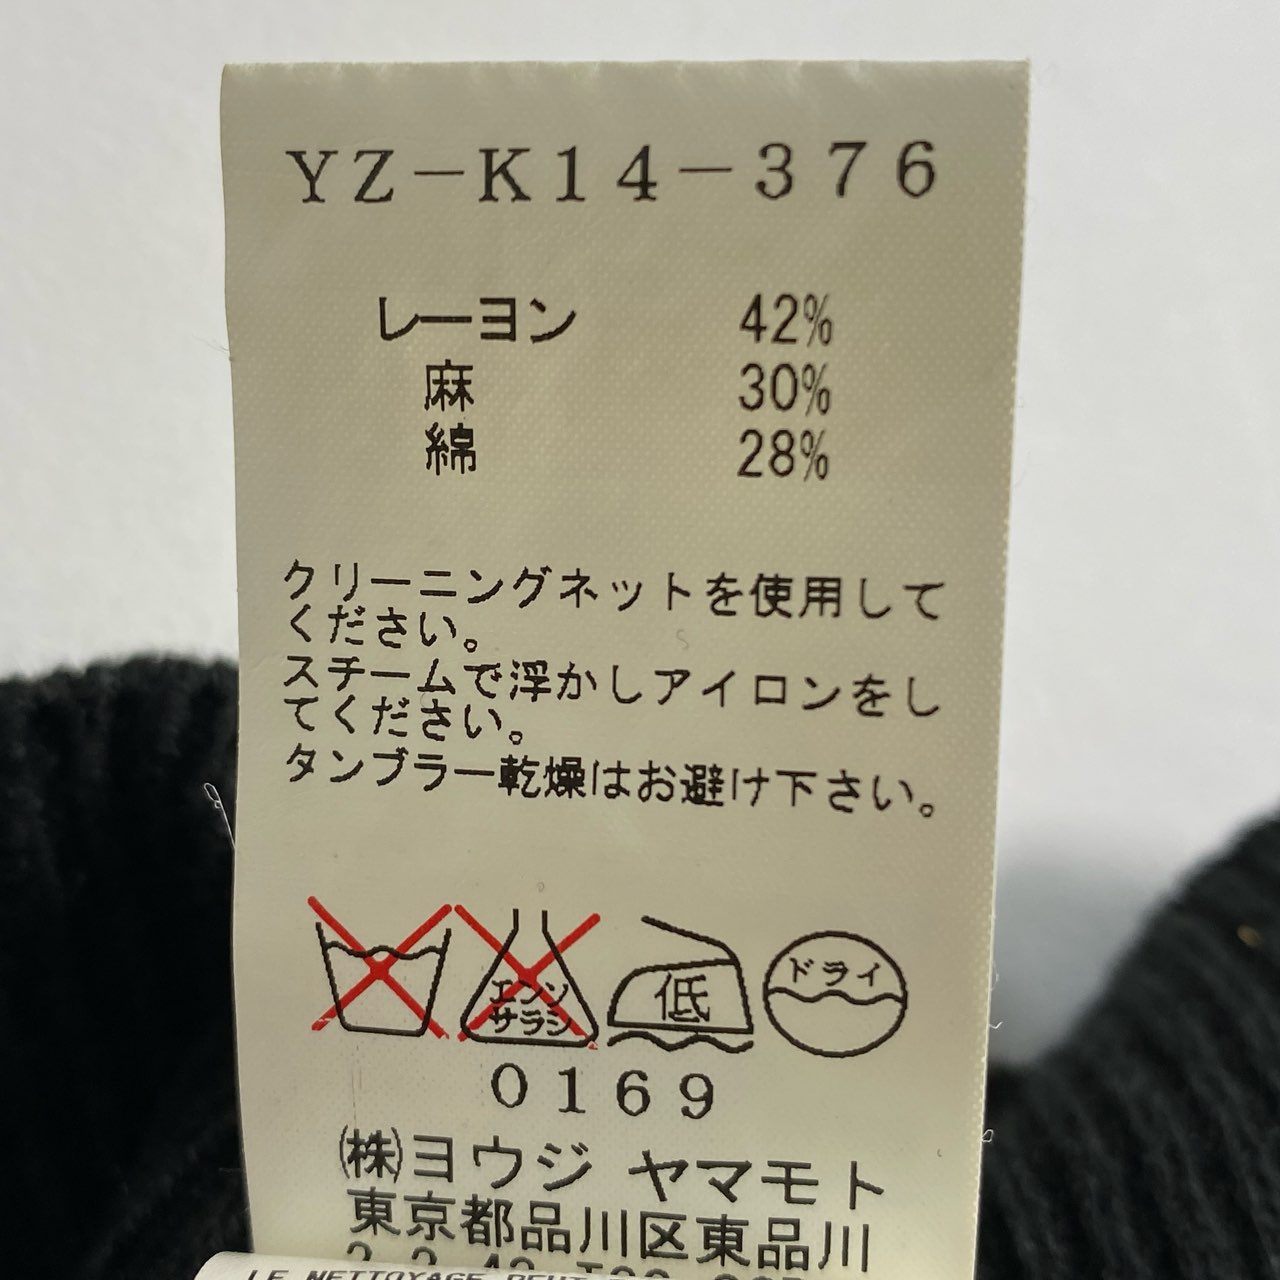 YZ-K14-376
レーヨン 42%
麻 30%
綿 28%
クリーニングネットを使用して
ください。
スチームで浮かしアイロンをし
てください。
タンブラー乾燥はお避け下さい。
エンソ サラシ 低 ドライ
0169
㈱ヨウジ ヤマモト
東京都品川区東品川
LE NETTOYAGE